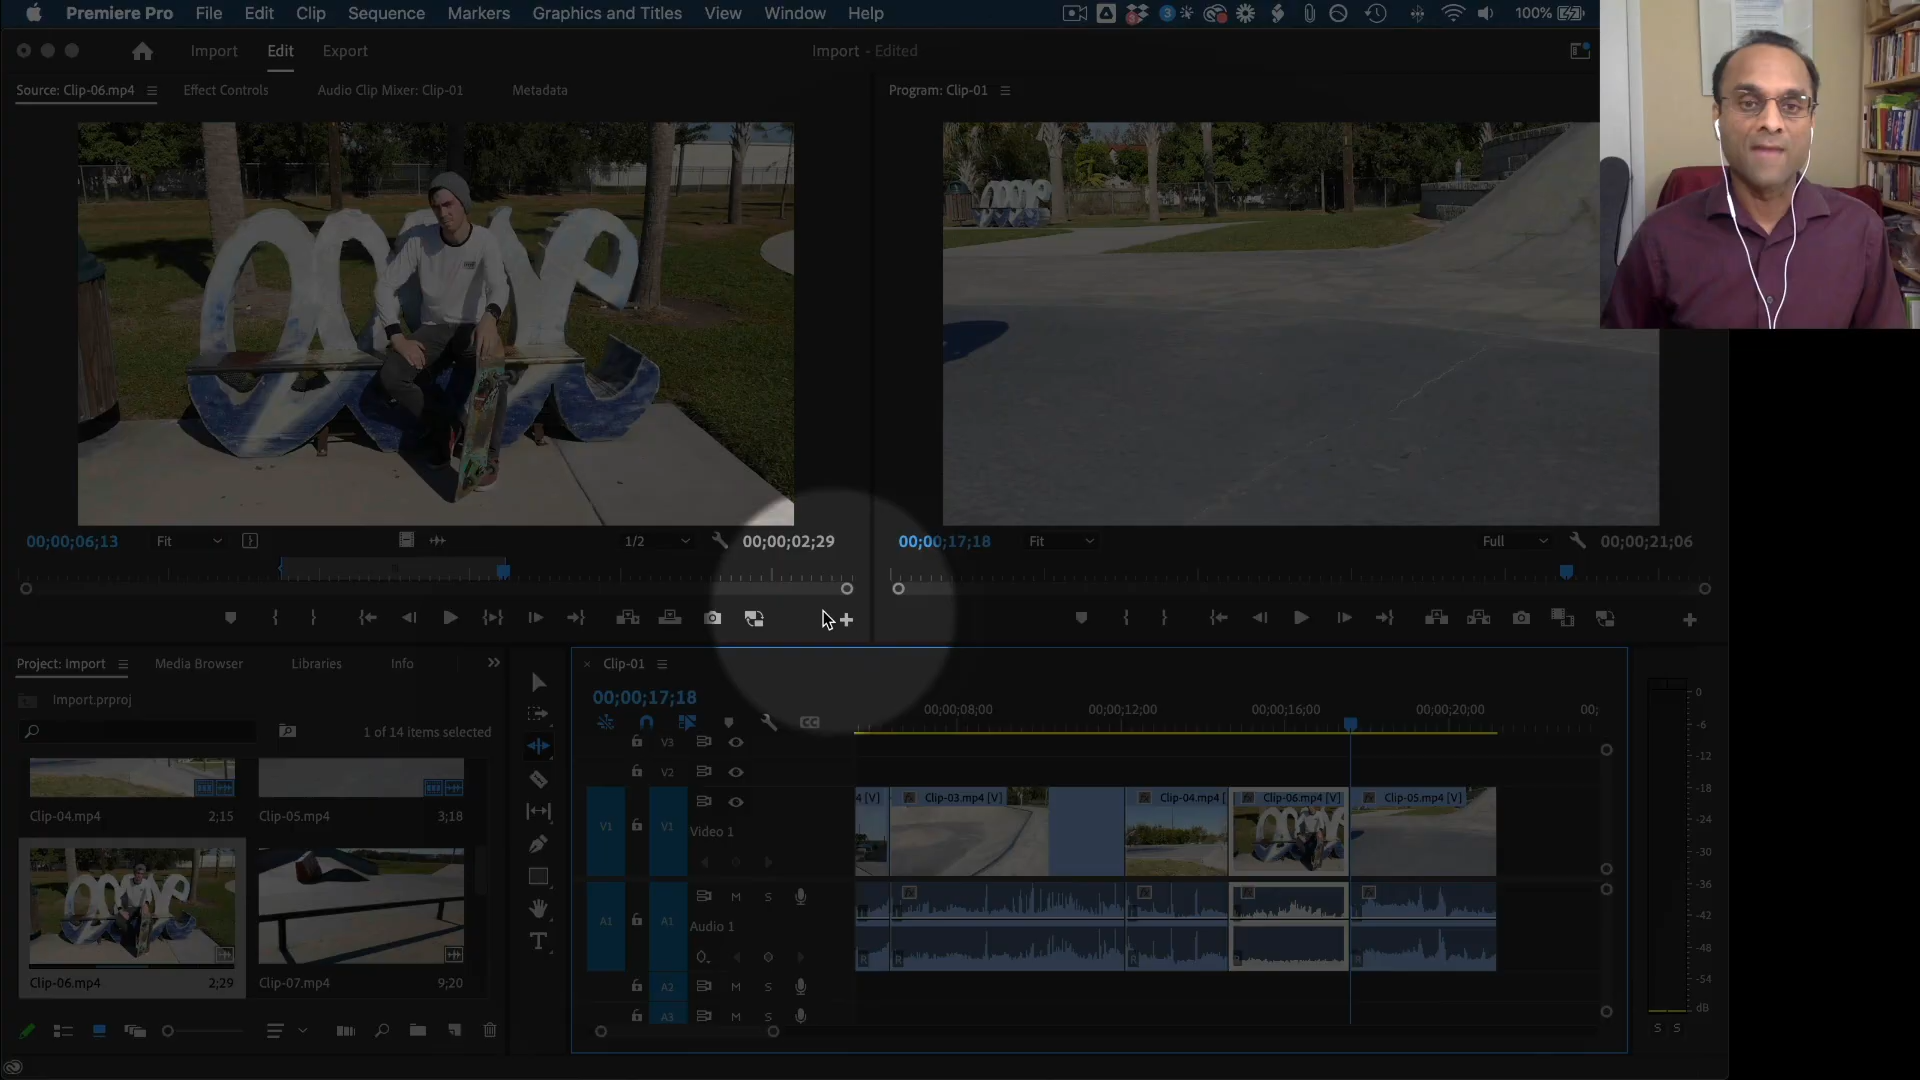 Premiere Pro File Edit Clip Sequence Markers Graphics and Titles View Window Help 3 100%
Import Edit Export Import - Edited
Source: Clip-06.mp4 Effect Controls Audio Clip Mixer: Clip-01 Metadata Program: Clip-01
00;00;06;13 Fit 1/2 00;00;02;29 00;00;17;18 Fit Full 00;00;21;06
Project: Import Media Browser Libraries Info Clip-01
Import.prproj
00;00;17;18
1 of 14 items selected
CC
00;00;08;00 00;00;12;00 00;00;16;00 00;00;20;00 00;
V3
V2
4 [V] Clip-03.mp4 [V] Clip-04.mp4 [ Clip-06.mp4 [V] Clip-05.mp4 [V]
V1 V1 Video 1
Clip-04.mp4 2;15 Clip-05.mp4 3;18
M S
A1 A1 Audio 1
R R R R R
Clip-06.mp4 2;29 Clip-07.mp4 9;20
A2 M S
A3 M S
0
-6
-12
-18
-24
-30
-36
-42
-48
-54
dB
S S